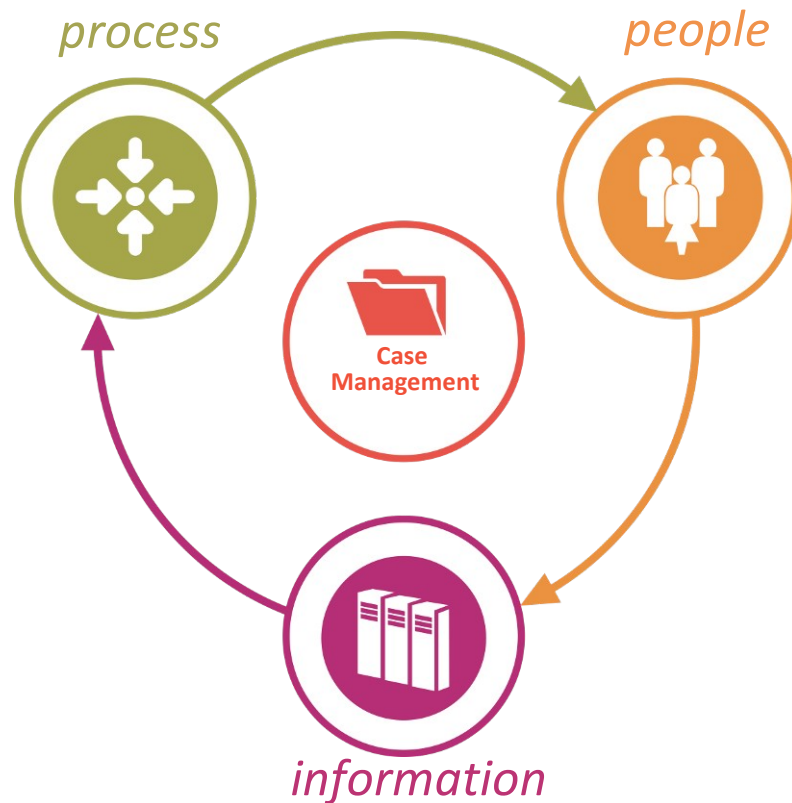 process
people
Case
Management
information